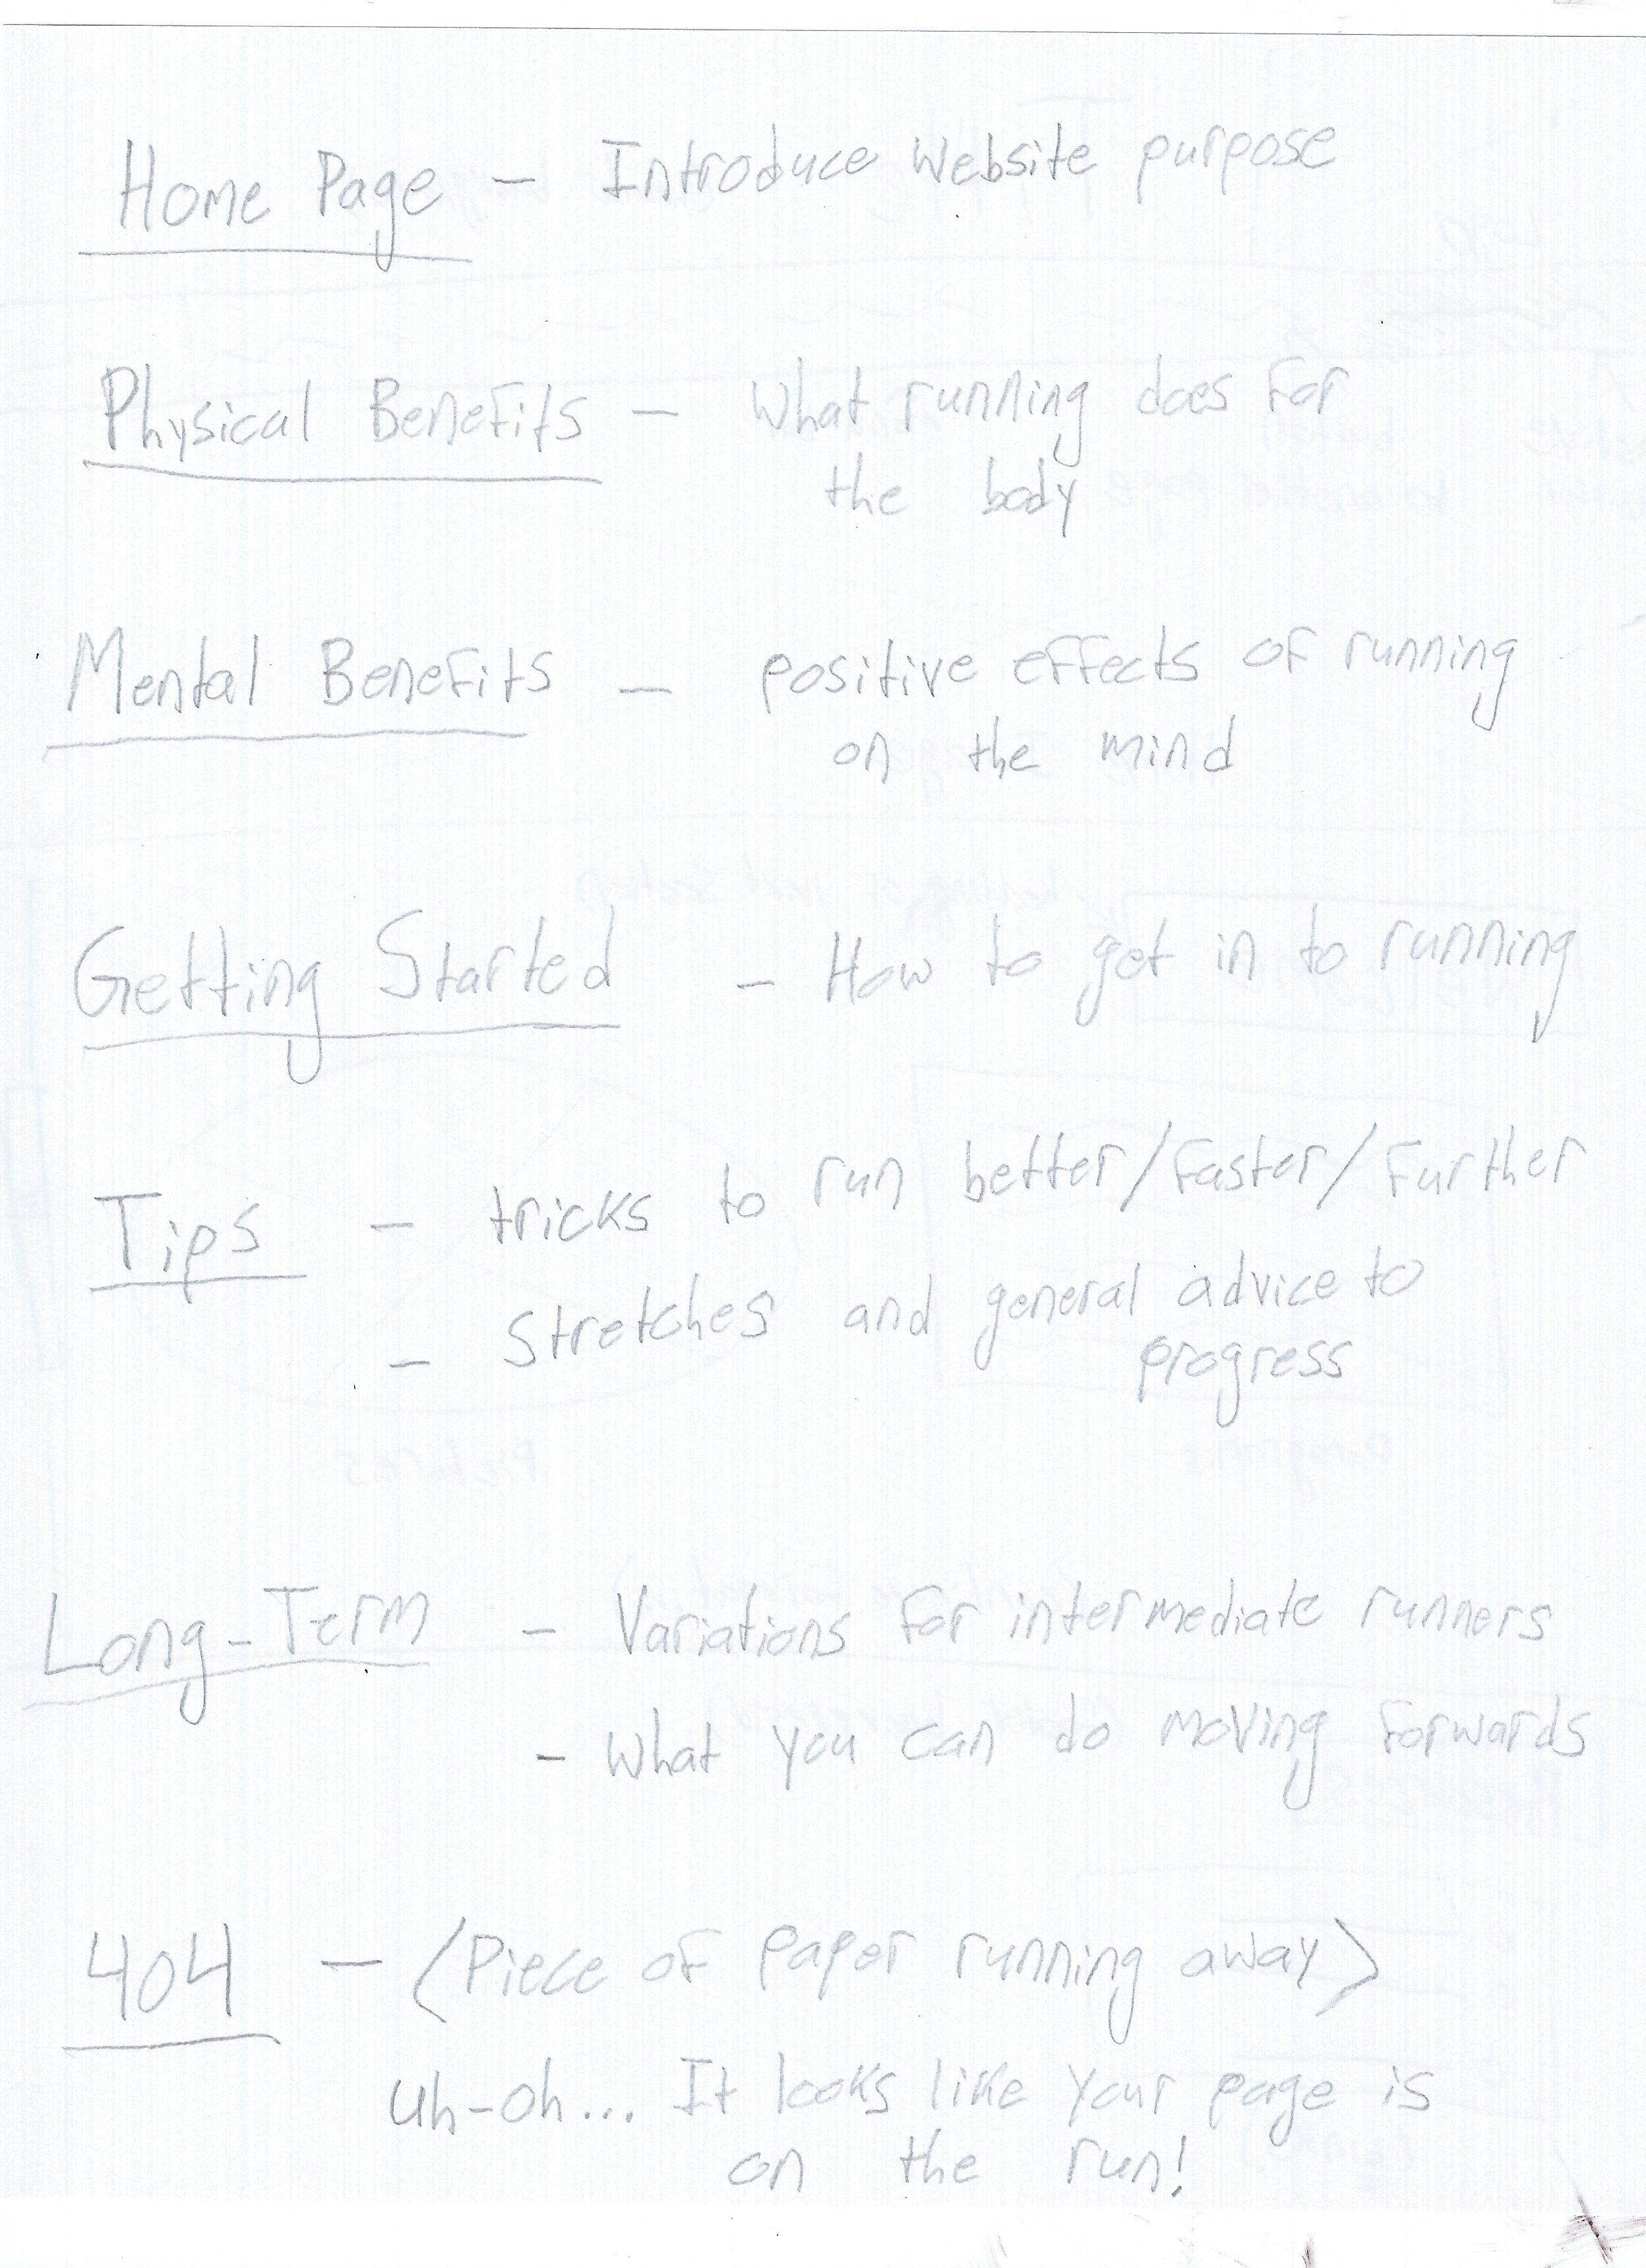 Home Page - Introduce website purpose
Physical Benefits - What running does for
the body
Mental Benefits - positive effects of running
on the mind
Getting Started - How to get in to running
Tips - tricks to run better/faster/further
- Stretches and general advice to
progress
Long-Term - Variations for intermediate runners
- What you can do moving forwards
404 - (Piece of paper running away)
Uh-oh... It looks like your page is
on the run!